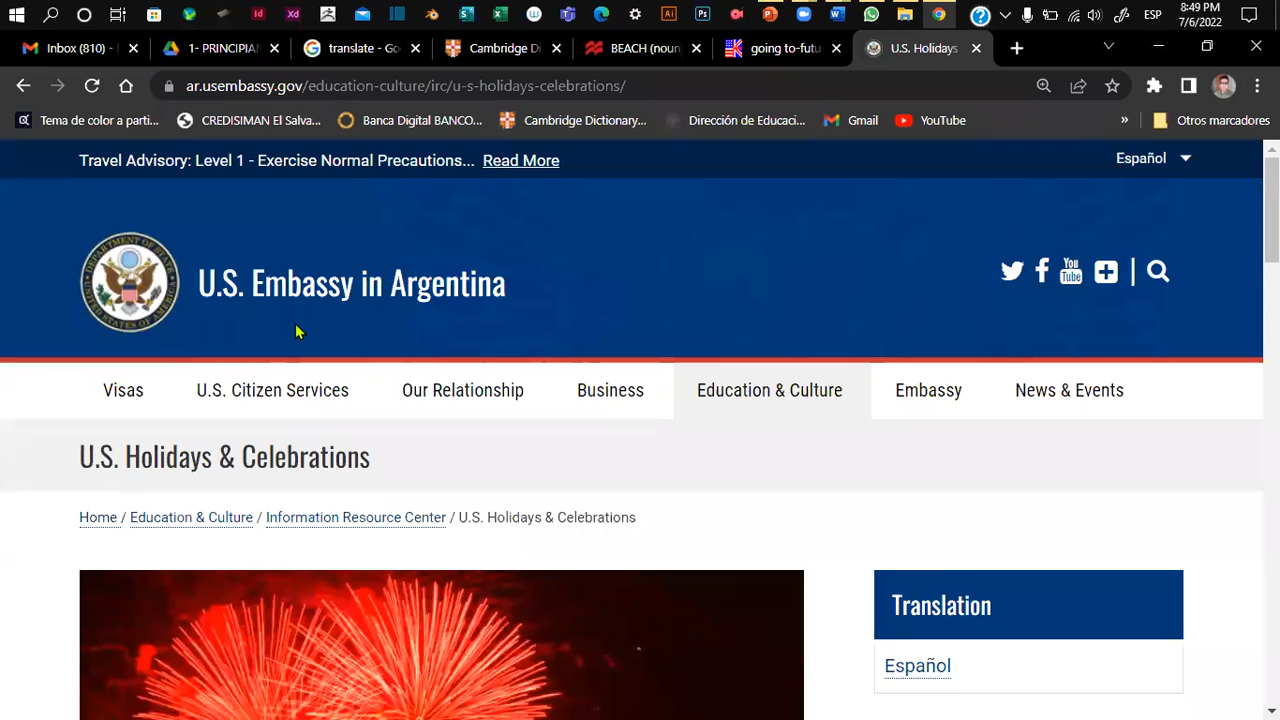 8:49 PM
ESP
7/6/2022
Inbox (810) -
1- PRINCIPIA
translate - Go
Cambridge Di
BEACH (noun
going to-futu
U.S. Holidays
ar.usembassy.gov/education-culture/irc/u-s-holidays-celebrations/
Tema de color a parti...
CREDISIMAN El Salva...
Banca Digital BANCO...
Cambridge Dictionary...
Dirección de Educaci...
Gmail
YouTube
»
Otros marcadores
Travel Advisory: Level 1 - Exercise Normal Precautions... Read More
Español
U.S. Embassy in Argentina
You
Tube
Visas
U.S. Citizen Services
Our Relationship
Business
Education & Culture
Embassy
News & Events
U.S. Holidays & Celebrations
Home / Education & Culture / Information Resource Center / U.S. Holidays & Celebrations
Translation
Español